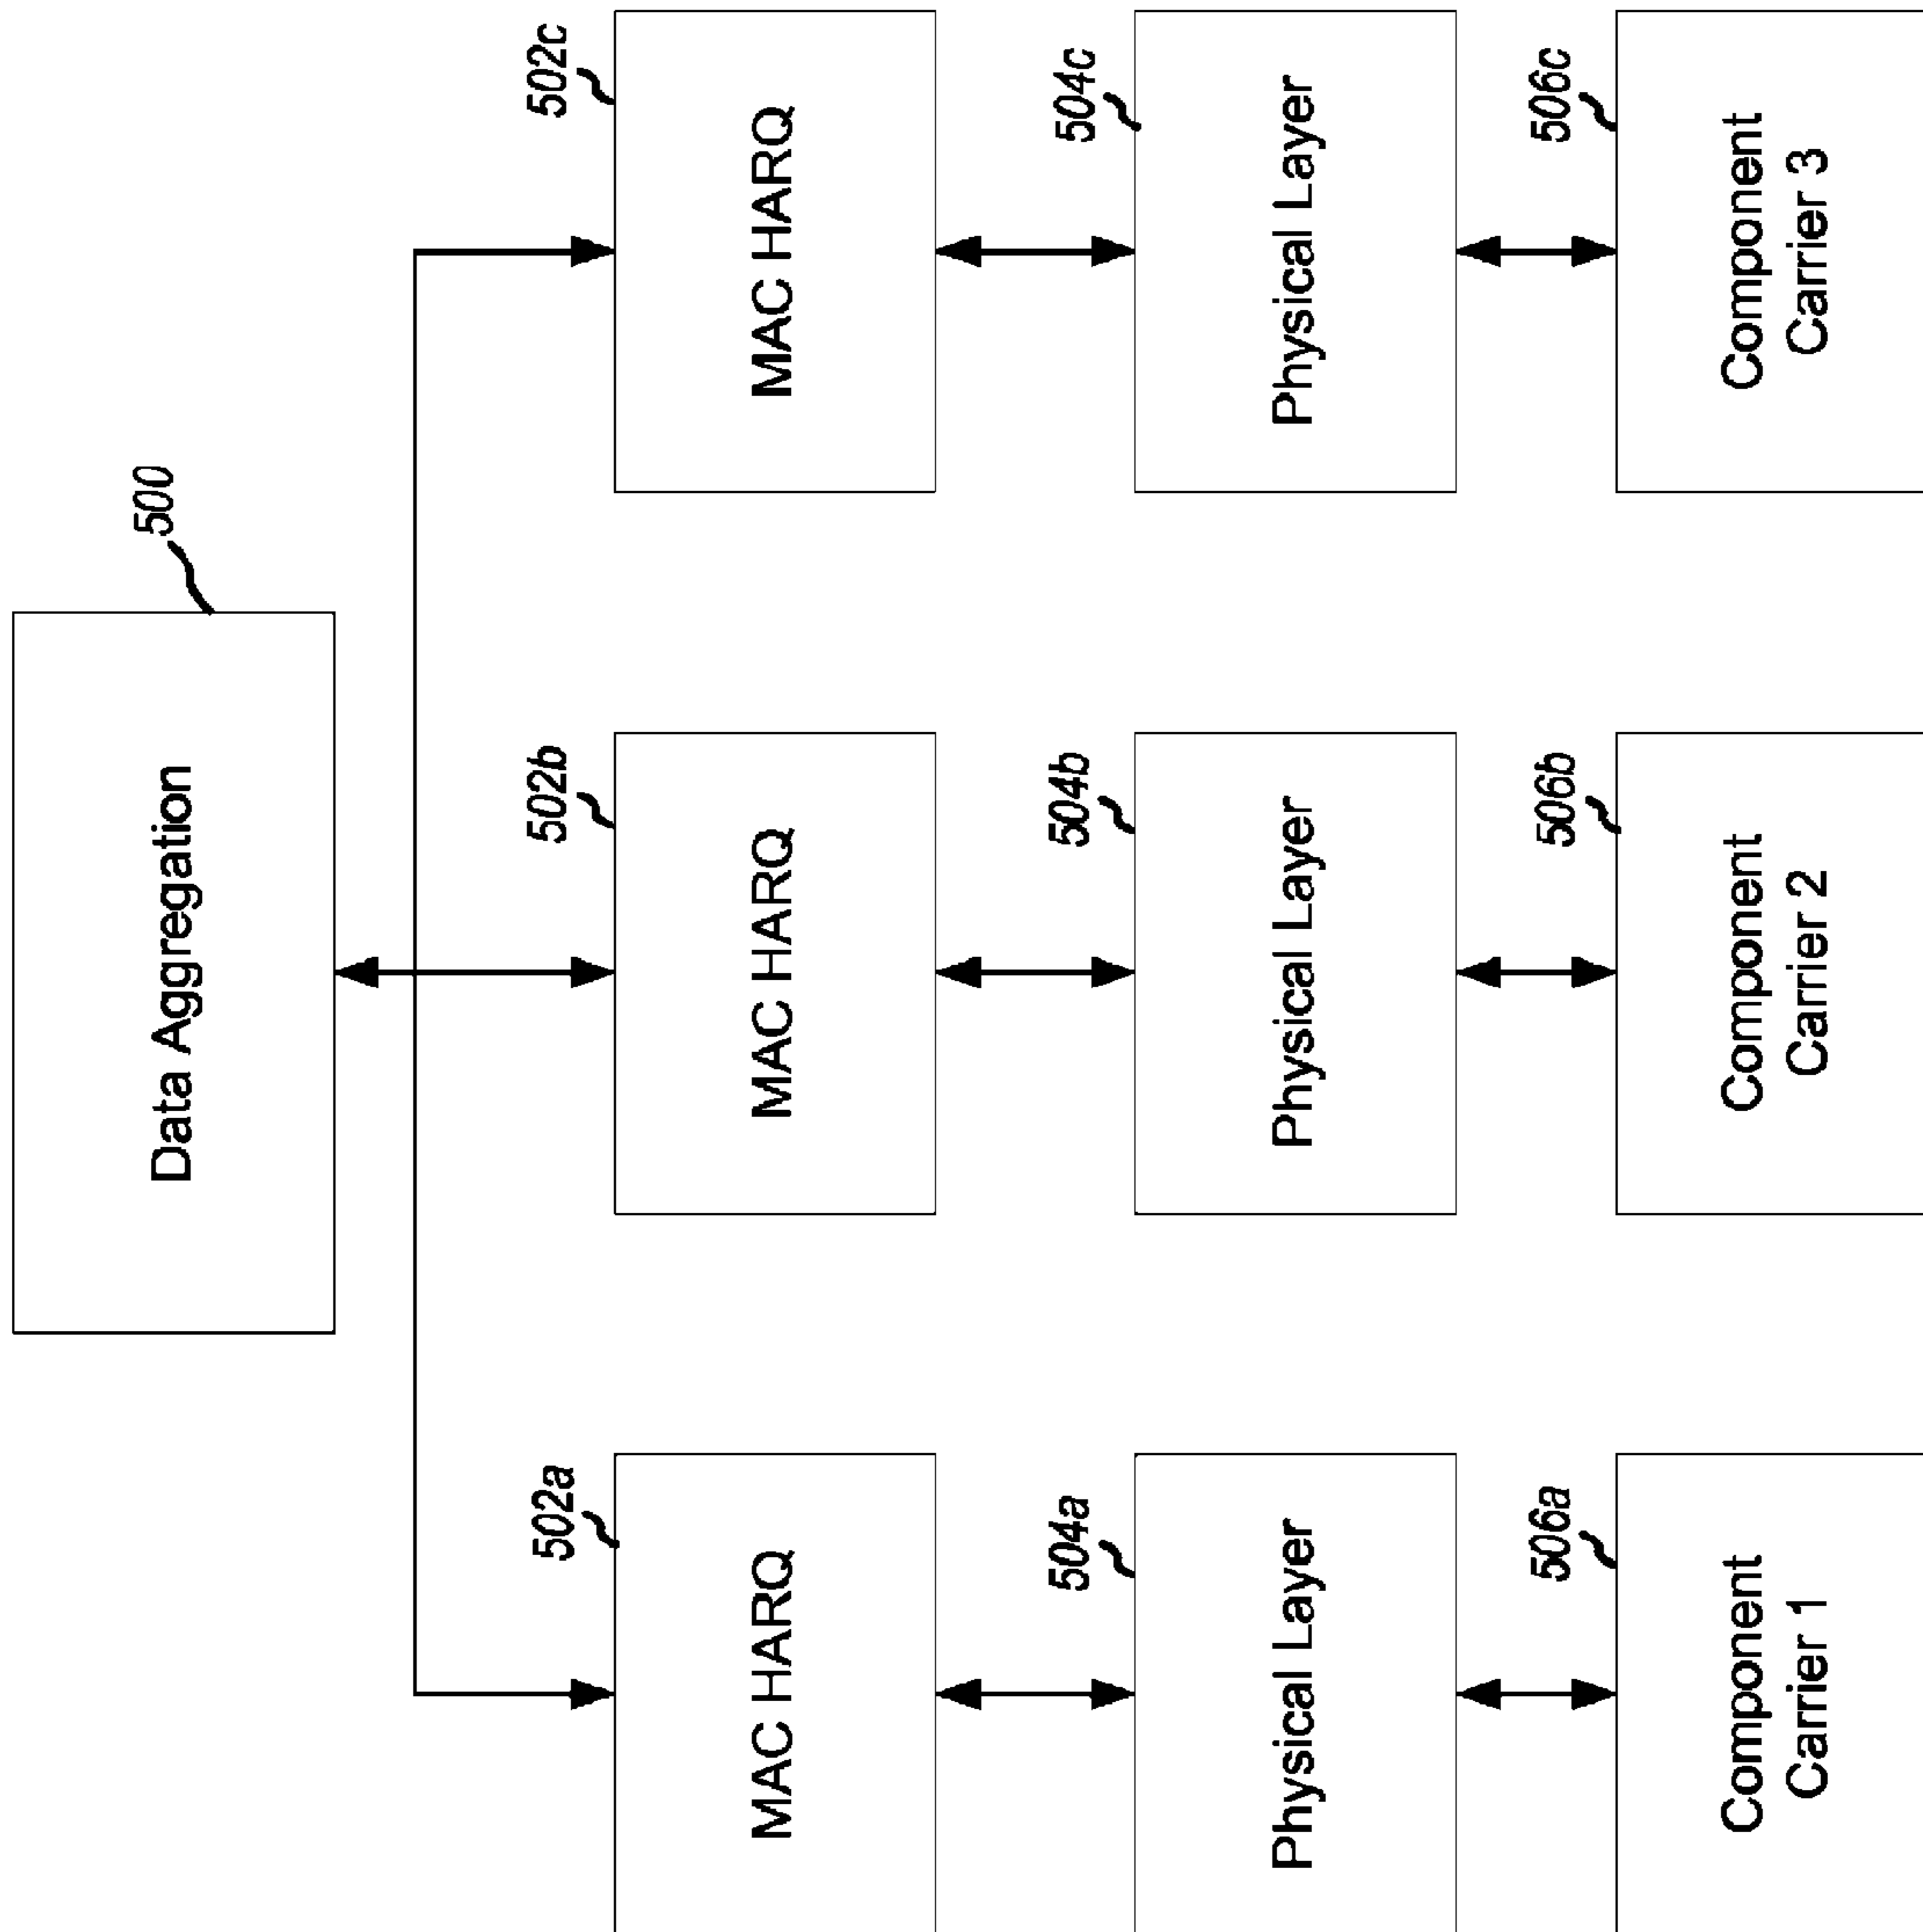 500
Data Aggregation
502a
502b
502c
MAC HARQ
MAC HARQ
MAC HARQ
504a
504b
504c
Physical Layer
Physical Layer
Physical Layer
506a
506b
506c
Component
Carrier 1
Component
Carrier 2
Component
Carrier 3